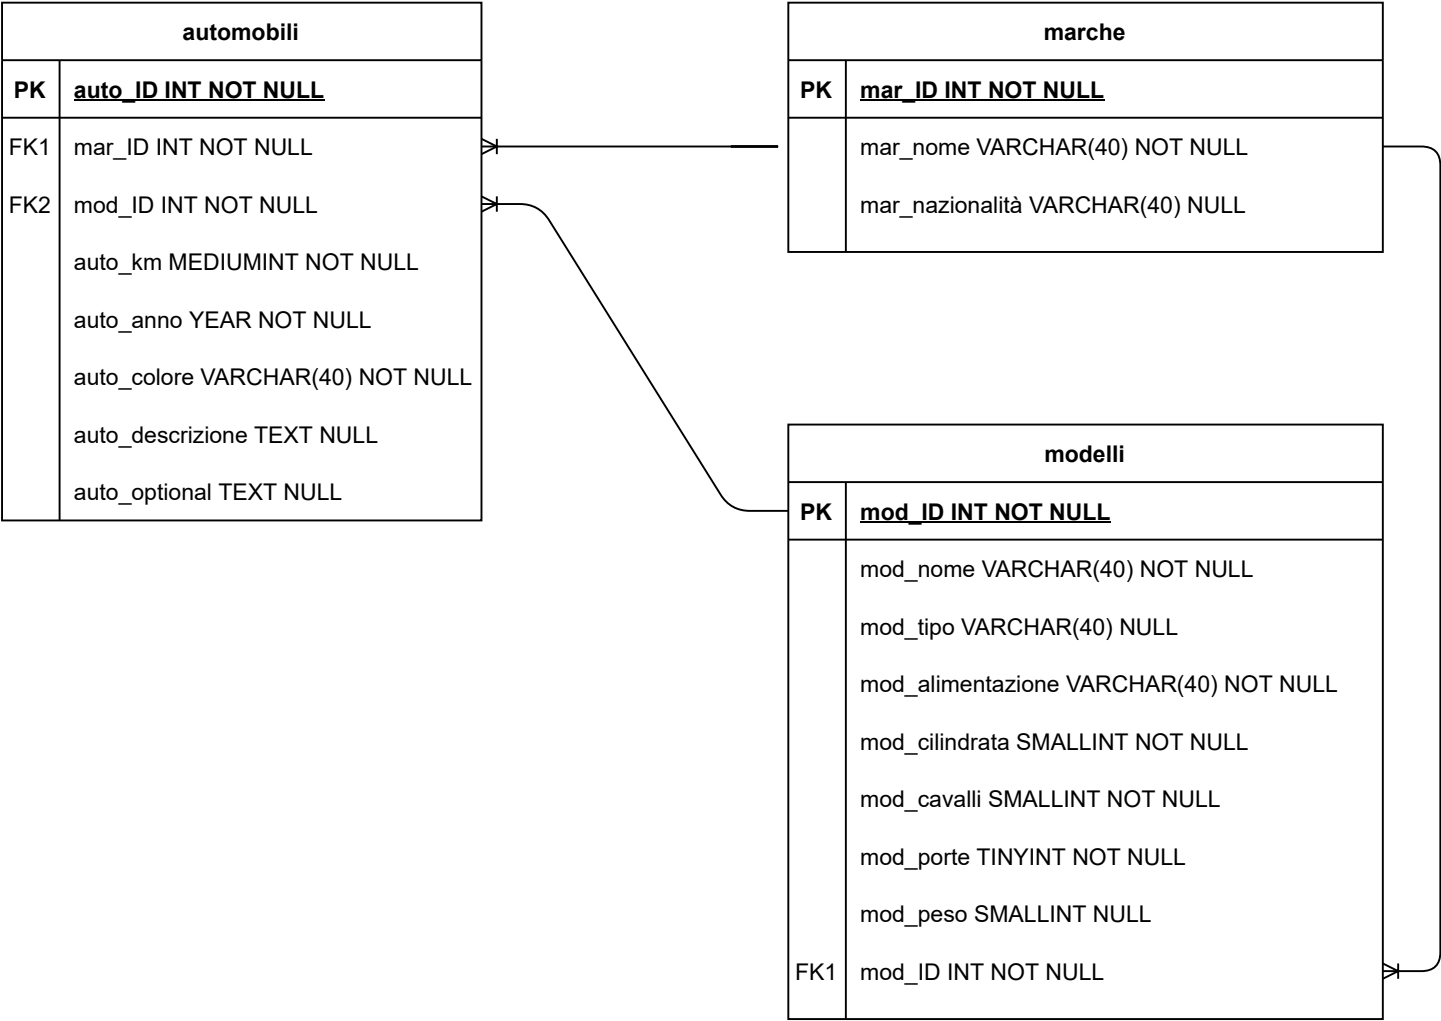 automobili
PK auto_ID INT NOT NULL
FK1 mar_ID INT NOT NULL
FK2 mod_ID INT NOT NULL
auto_km MEDIUMINT NOT NULL
auto_anno YEAR NOT NULL
auto_colore VARCHAR(40) NOT NULL
auto_descrizione TEXT NULL
auto_optional TEXT NULL
marche
PK mar_ID INT NOT NULL
mar_nome VARCHAR(40) NOT NULL
mar_nazionalità VARCHAR(40) NULL
modelli
PK mod_ID INT NOT NULL
mod_nome VARCHAR(40) NOT NULL
mod_tipo VARCHAR(40) NULL
mod_alimentazione VARCHAR(40) NOT NULL
mod_cilindrata SMALLINT NOT NULL
mod_cavalli SMALLINT NOT NULL
mod_porte TINYINT NOT NULL
mod_peso SMALLINT NULL
FK1 mod_ID INT NOT NULL